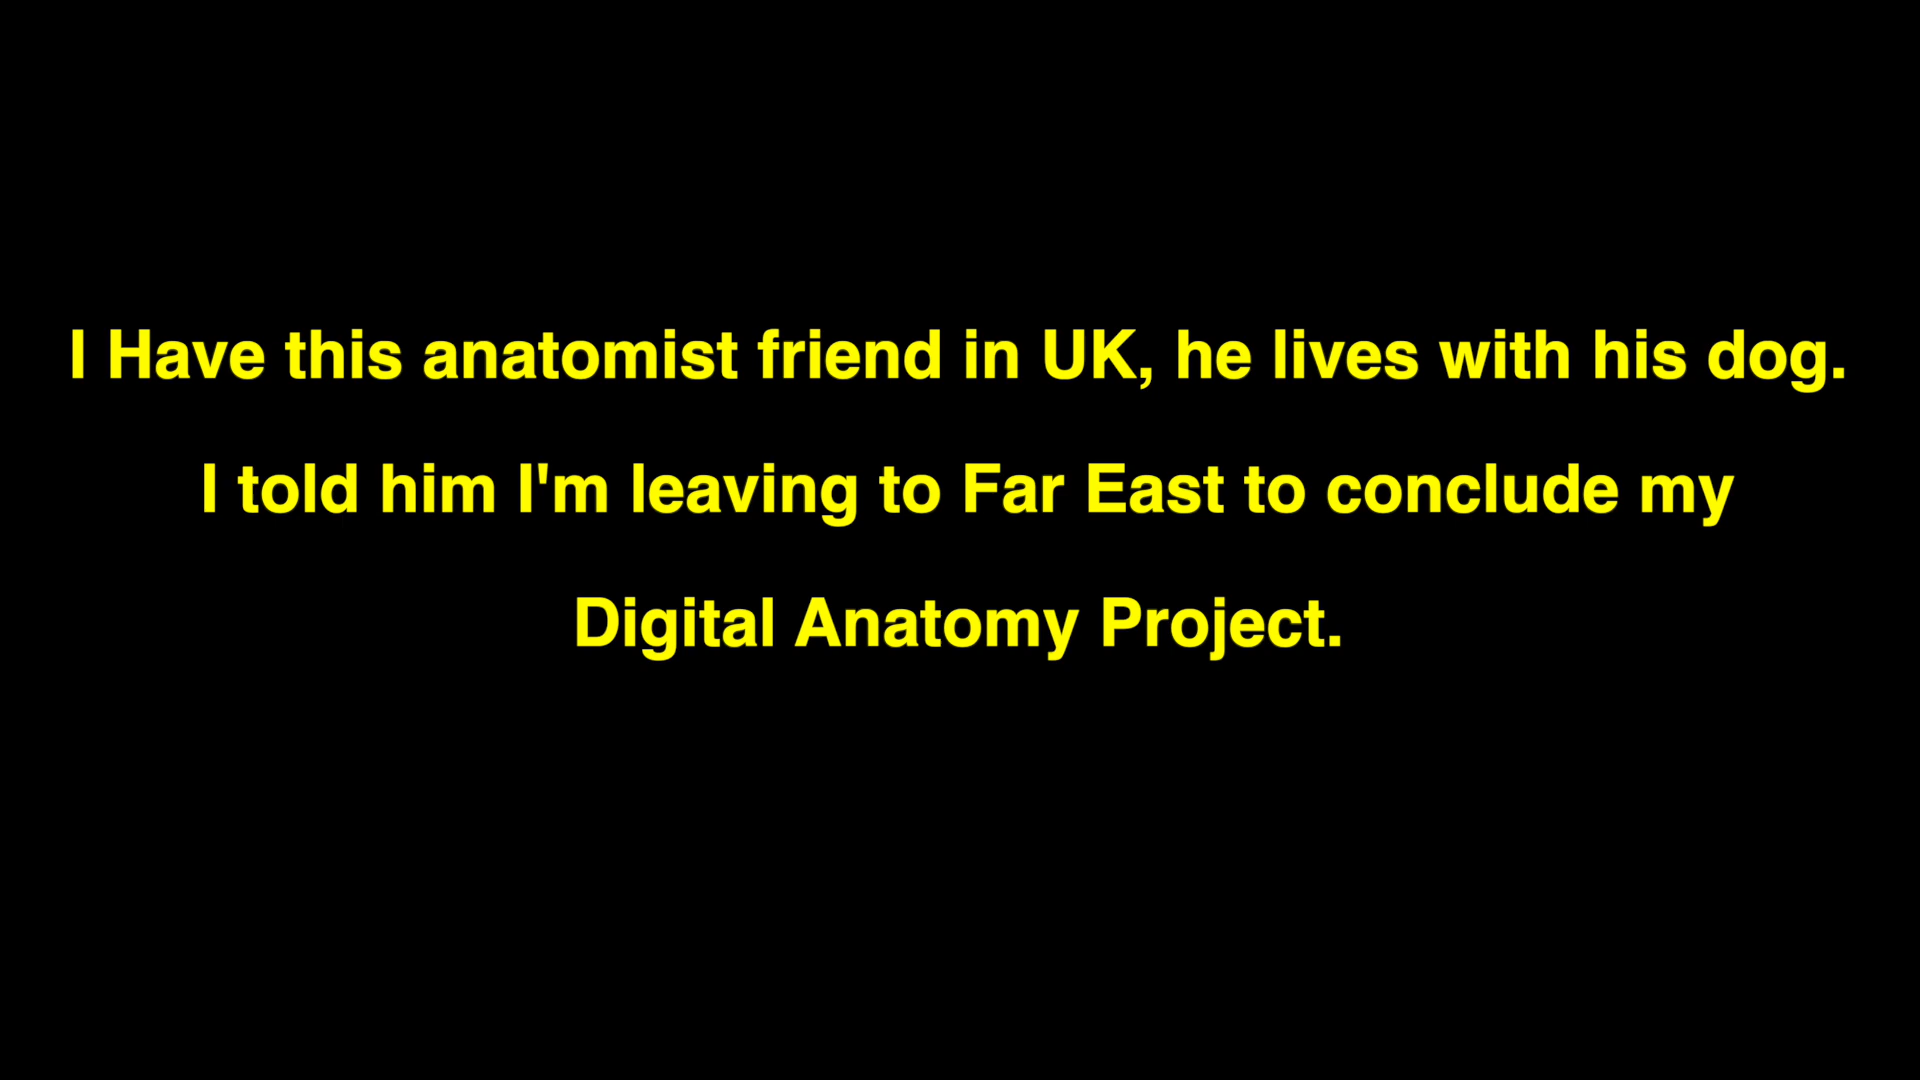 I Have this anatomist friend in UK, he lives with his dog.
I told him I'm leaving to Far East to conclude my
Digital Anatomy Project.